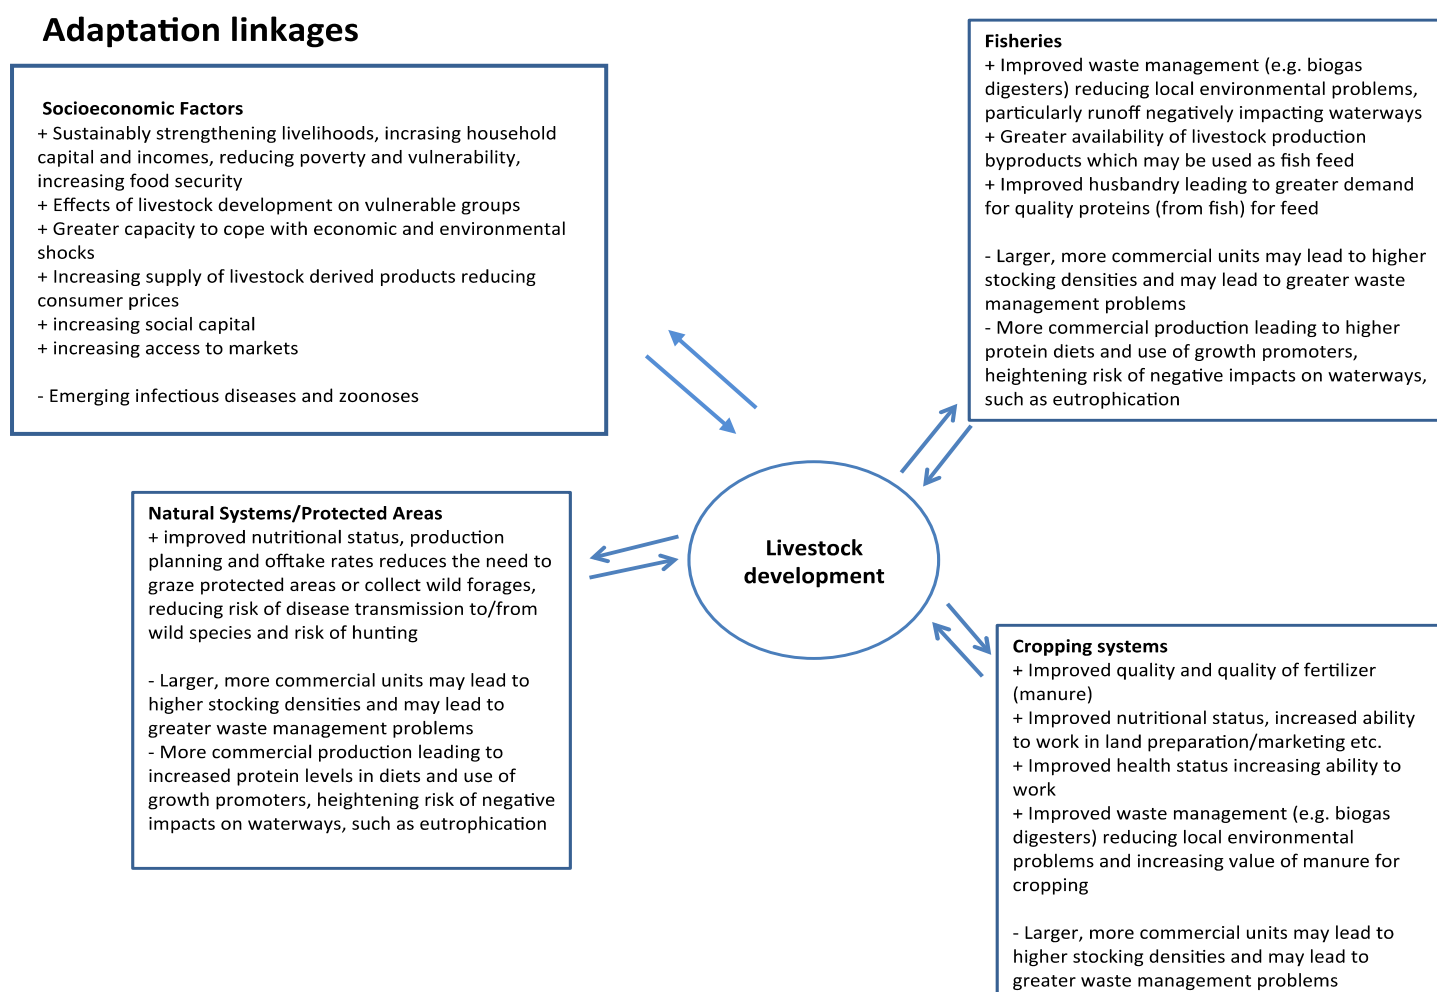 Adaptation linkages
Socioeconomic Factors
+ Sustainably strengthening livelihoods, incrasing household
capital and incomes, reducing poverty and vulnerability,
increasing food security
+ Effects of livestock development on vulnerable groups
+ Greater capacity to cope with economic and environmental
shocks
+ Increasing supply of livestock derived products reducing
consumer prices
+ increasing social capital
+ increasing access to markets
- Emerging infectious diseases and zoonoses
Fisheries
+ Improved waste management (e.g. biogas
digesters) reducing local environmental problems,
particularly runoff negatively impacting waterways
+ Greater availability of livestock production
byproducts which may be used as fish feed
+ Improved husbandry leading to greater demand
for quality proteins (from fish) for feed
- Larger, more commercial units may lead to higher
stocking densities and may lead to greater waste
management problems
- More commercial production leading to higher
protein diets and use of growth promoters,
heightening risk of negative impacts on waterways,
such as eutrophication
Natural Systems/Protected Areas
+ improved nutritional status, production
planning and offtake rates reduces the need to
graze protected areas or collect wild forages,
reducing risk of disease transmission to/from
wild species and risk of hunting
- Larger, more commercial units may lead to
higher stocking densities and may lead to
greater waste management problems
- More commercial production leading to
increased protein levels in diets and use of
growth promoters, heightening risk of negative
impacts on waterways, such as eutrophication
Livestock
development
Cropping systems
+ Improved quality and quality of fertilizer
(manure)
+ Improved nutritional status, increased ability
to work in land preparation/marketing etc.
+ Improved health status increasing ability to
work
+ Improved waste management (e.g. biogas
digesters) reducing local environmental
problems and increasing value of manure for
cropping
- Larger, more commercial units may lead to
higher stocking densities and may lead to
greater waste management problems